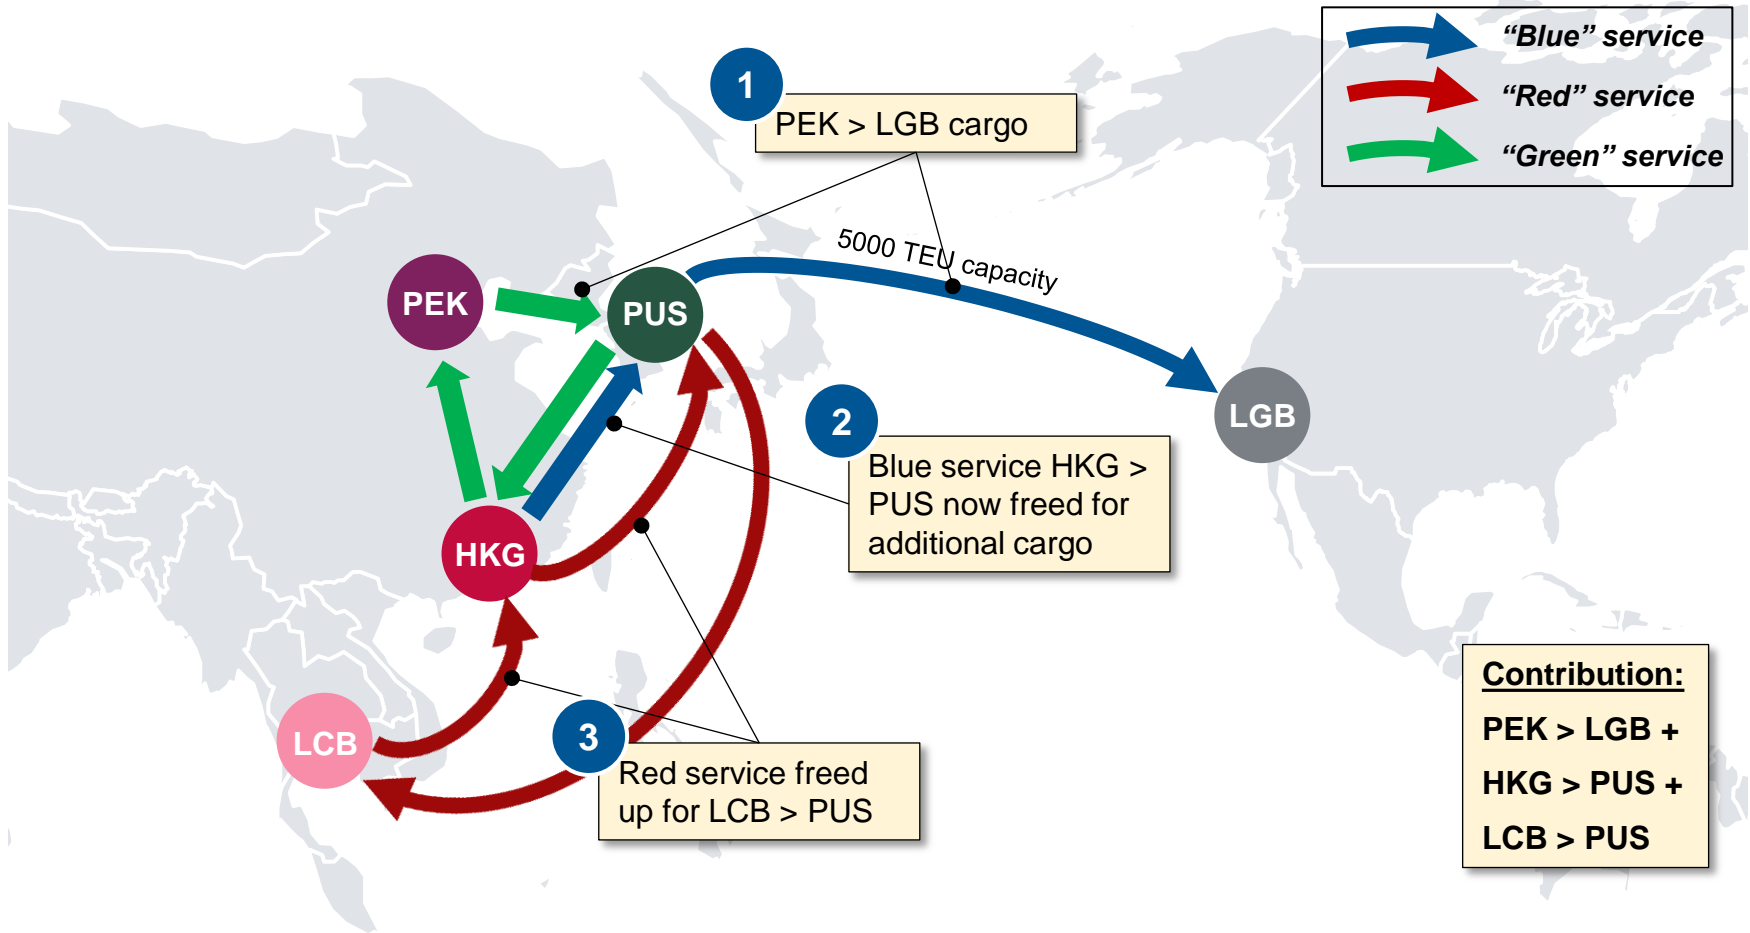 “Blue” service
“Red” service
“Green” service
1
PEK > LGB cargo
5000 TEU capacity
PEK
PUS
LGB
2
Blue service HKG >
PUS now freed for
additional cargo
HKG
LCB
3
Red service freed
up for LCB > PUS
Contribution:
PEK > LGB +
HKG > PUS +
LCB > PUS